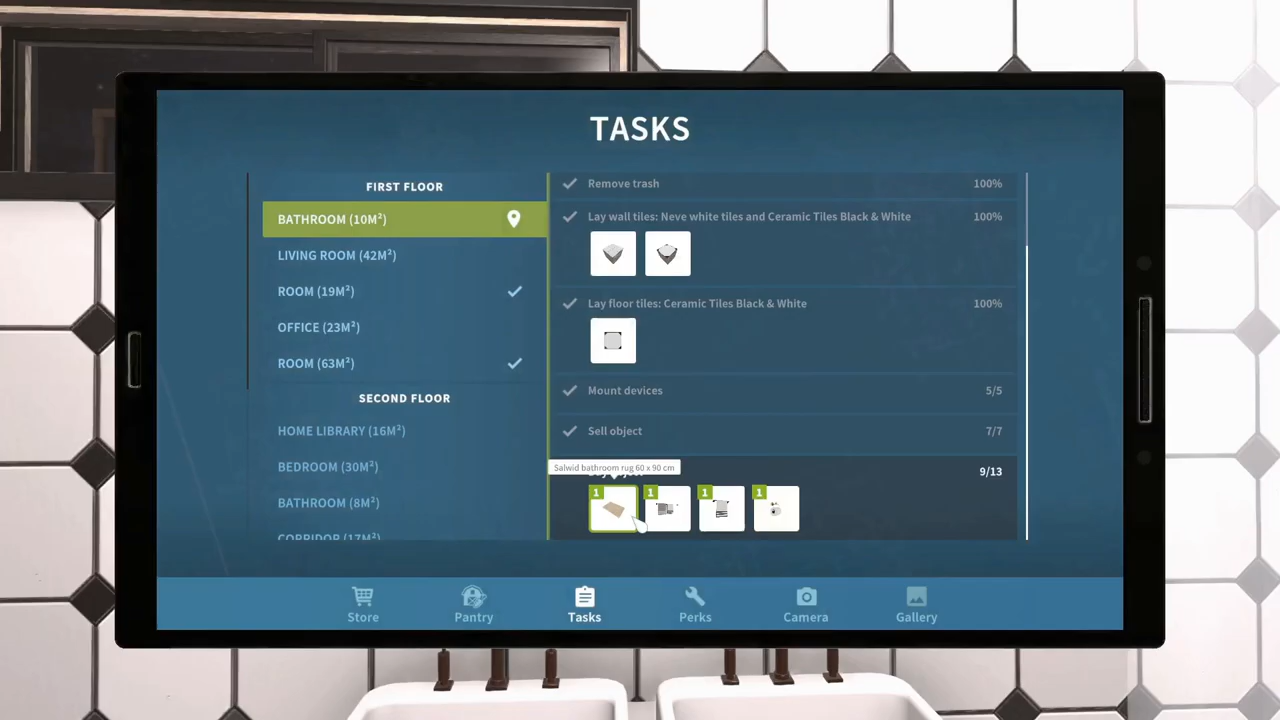 TASKS
FIRST FLOOR
BATHROOM (10M²)
LIVING ROOM (42M²)
ROOM (19M²)
OFFICE (23M²)
ROOM (63M²)
SECOND FLOOR
HOME LIBRARY (16M²)
BEDROOM (30M²)
BATHROOM (8M²)
CORRIDOR (17M²)
Remove trash 100%
Lay wall tiles: Neve white tiles and Ceramic Tiles Black & White 100%
Lay floor tiles: Ceramic Tiles Black & White 100%
Mount devices 5/5
Sell object 7/7
Salwid bathroom rug 60 x 90 cm
9/13
1 1 1 1
Store Pantry Tasks Perks Camera Gallery